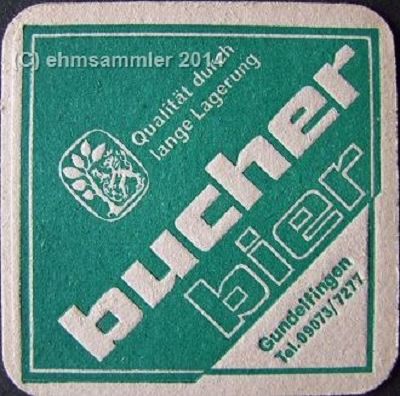 (C) ehmsammler 2014
Qualität durch
lange Lagerung
bucher
bier
Gundelfingen
Tel.09073/7277